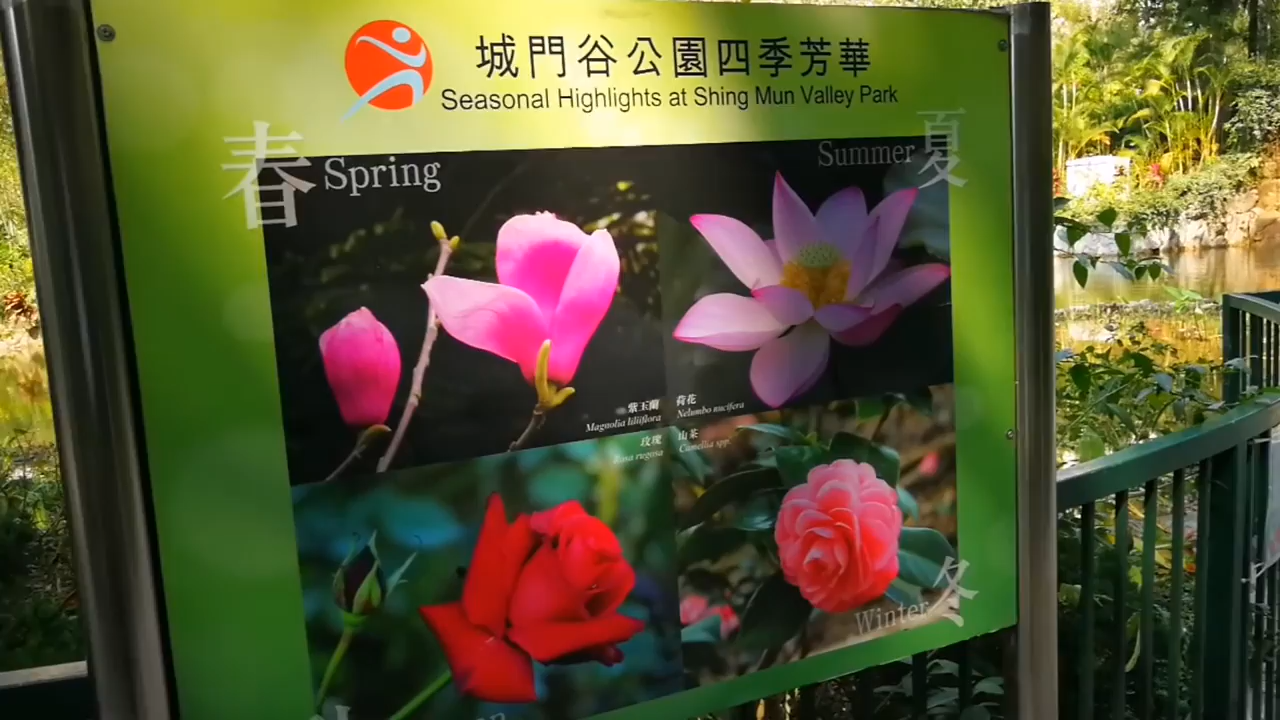 城門谷公園四季芳華
Seasonal Highlights at Shing Mun Valley Park
春 Spring
Summer 夏
紫玉蘭
Magnolia liliiflora
荷花
Nelumbo nucifera
玫瑰
Rosa rugosa
山茶
Camellia spp.
Winter 冬